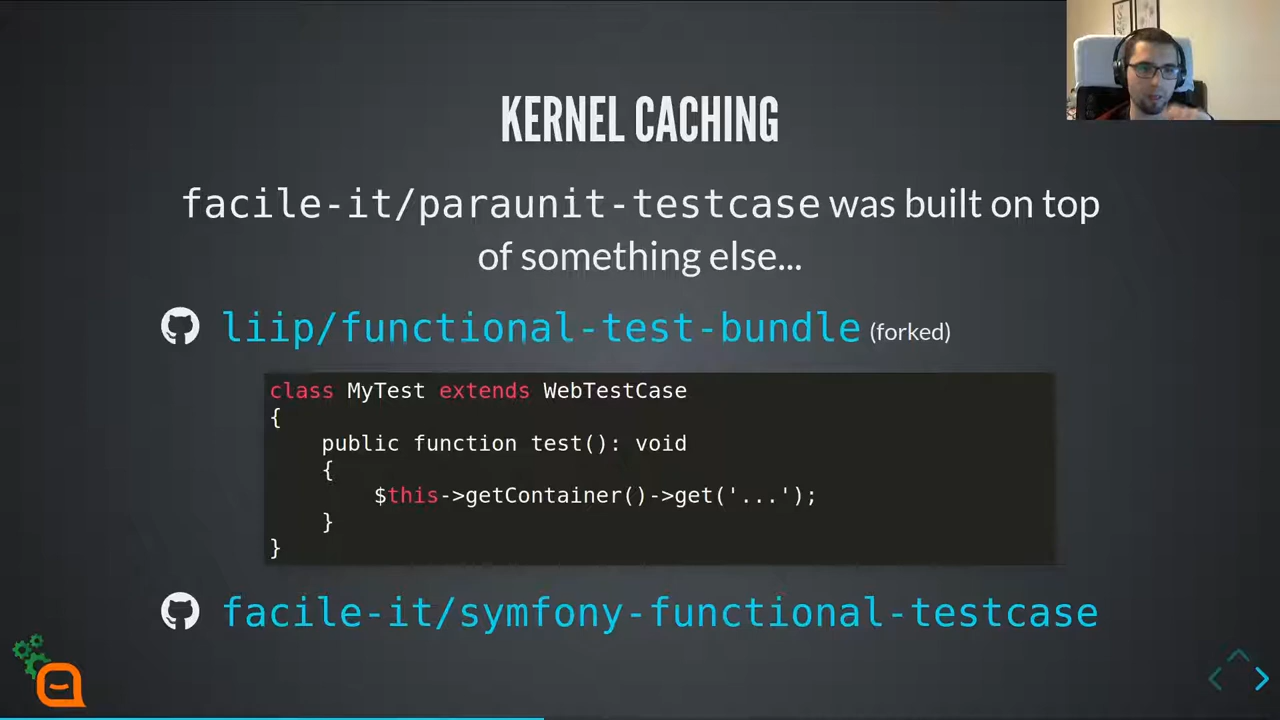 KERNEL CACHING
facile-it/paraunit-testcase was built on top
of something else...
liip/functional-test-bundle (forked)
class MyTest extends WebTestCase
{
    public function test(): void
    {
        $this->getContainer()->get('...');
    }
}
facile-it/symfony-functional-testcase